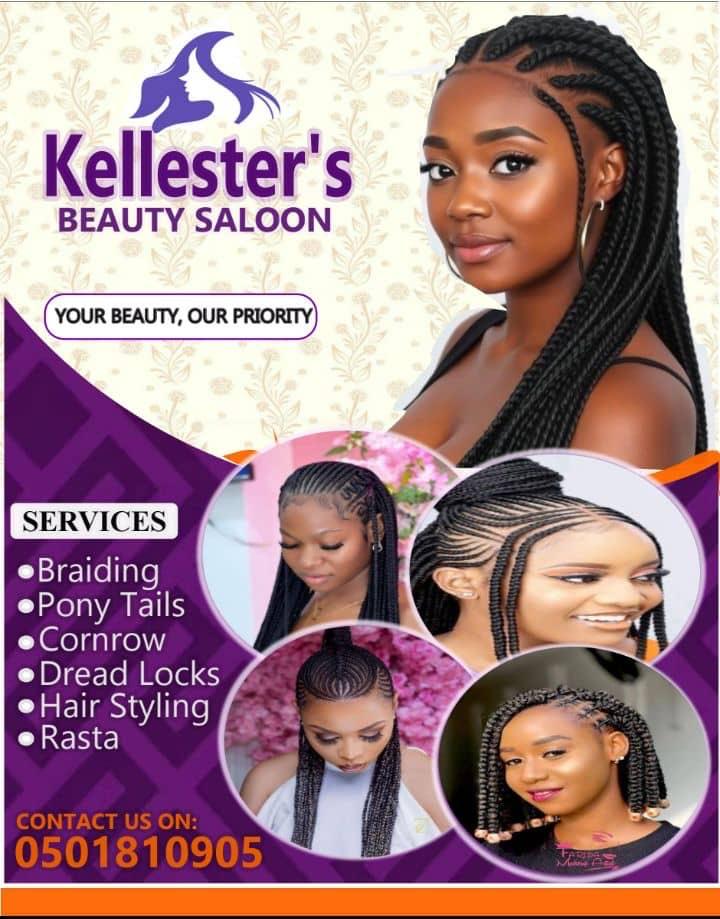 Kellester's
BEAUTY SALOON
YOUR BEAUTY, OUR PRIORITY
SERVICES
Braiding
Pony Tails
Cornrow
Dread Locks
Hair Styling
Rasta
CONTACT US ON:
0501810905